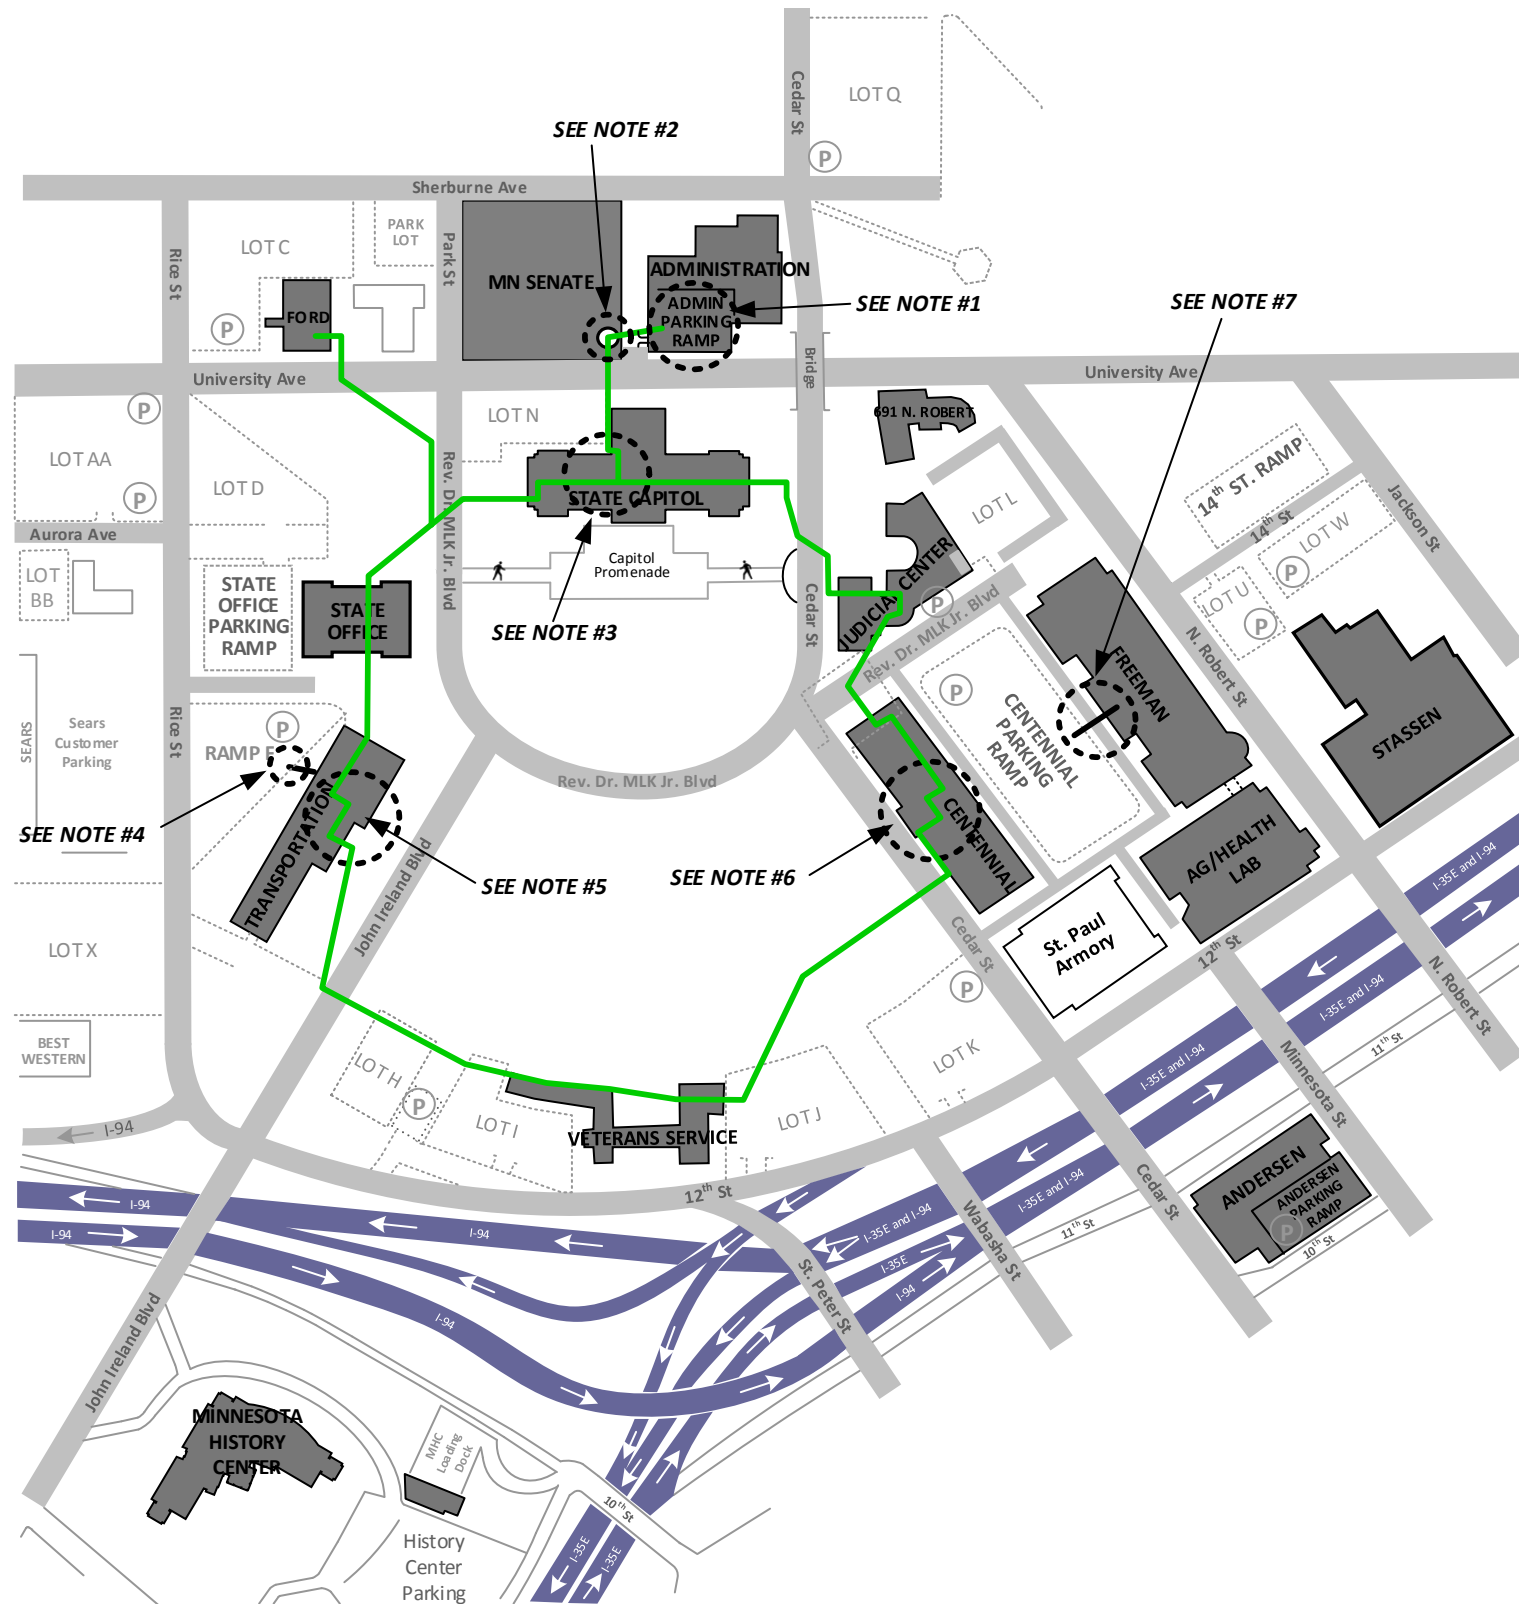 Cedar St
LOT Q
P
SEE NOTE #2
Sherburne Ave
PARK
LOT
LOT C
Park St
Rice St
MN SENATE
ADMINISTRATION
ADMIN
PARKING
RAMP
SEE NOTE #1
SEE NOTE #7
FORD
P
University Ave
Bridge
University Ave
P
LOT N
691 N. ROBERT
LOT AA
P
LOT D
Rev. Dr. MLK Jr. Blvd
STATE CAPITOL
LOT L
14th ST. RAMP
14th St
LOT W
P
Jackson St
Aurora Ave
LOT
BB
STATE
OFFICE
PARKING
RAMP
STATE
OFFICE
Capitol
Promenade
SEE NOTE #3
Cedar St
JUDICIAL CENTER
P
Rev. Dr. MLK Jr. Blvd
LOT U
P
N. Robert St
FREEMAN
P
CENTENNIAL
PARKING
RAMP
STASSEN
SEARS
Sears
Customer
Parking
Rice St
P
RAMP F
Rev. Dr. MLK Jr. Blvd
TRANSPORTATION
SEE NOTE #4
SEE NOTE #5
SEE NOTE #6
CENTENNIAL
AG/HEALTH
LAB
John Ireland Blvd
Cedar St
St. Paul
Armory
12th St
I-35E and I-94
I-35E and I-94
LOT X
P
N. Robert St
BEST
WESTERN
LOT H
P
LOT I
VETERANS SERVICE
LOT J
LOT K
I-35E and I-94
11th St
Minnesota St
I-94
12th St
I-35E and I-94
Cedar St
ANDERSEN
ANDERSEN
PARKING
RAMP
P
10th St
I-94
I-94
I-94
I-35E and I-94
I-35E
I-94
Wabasha St
11th St
St. Peter St
I-94
John Ireland Blvd
MINNESOTA
HISTORY
CENTER
MHC
Loading
Dock
10th St
I-35E
I-35E
History
Center
Parking